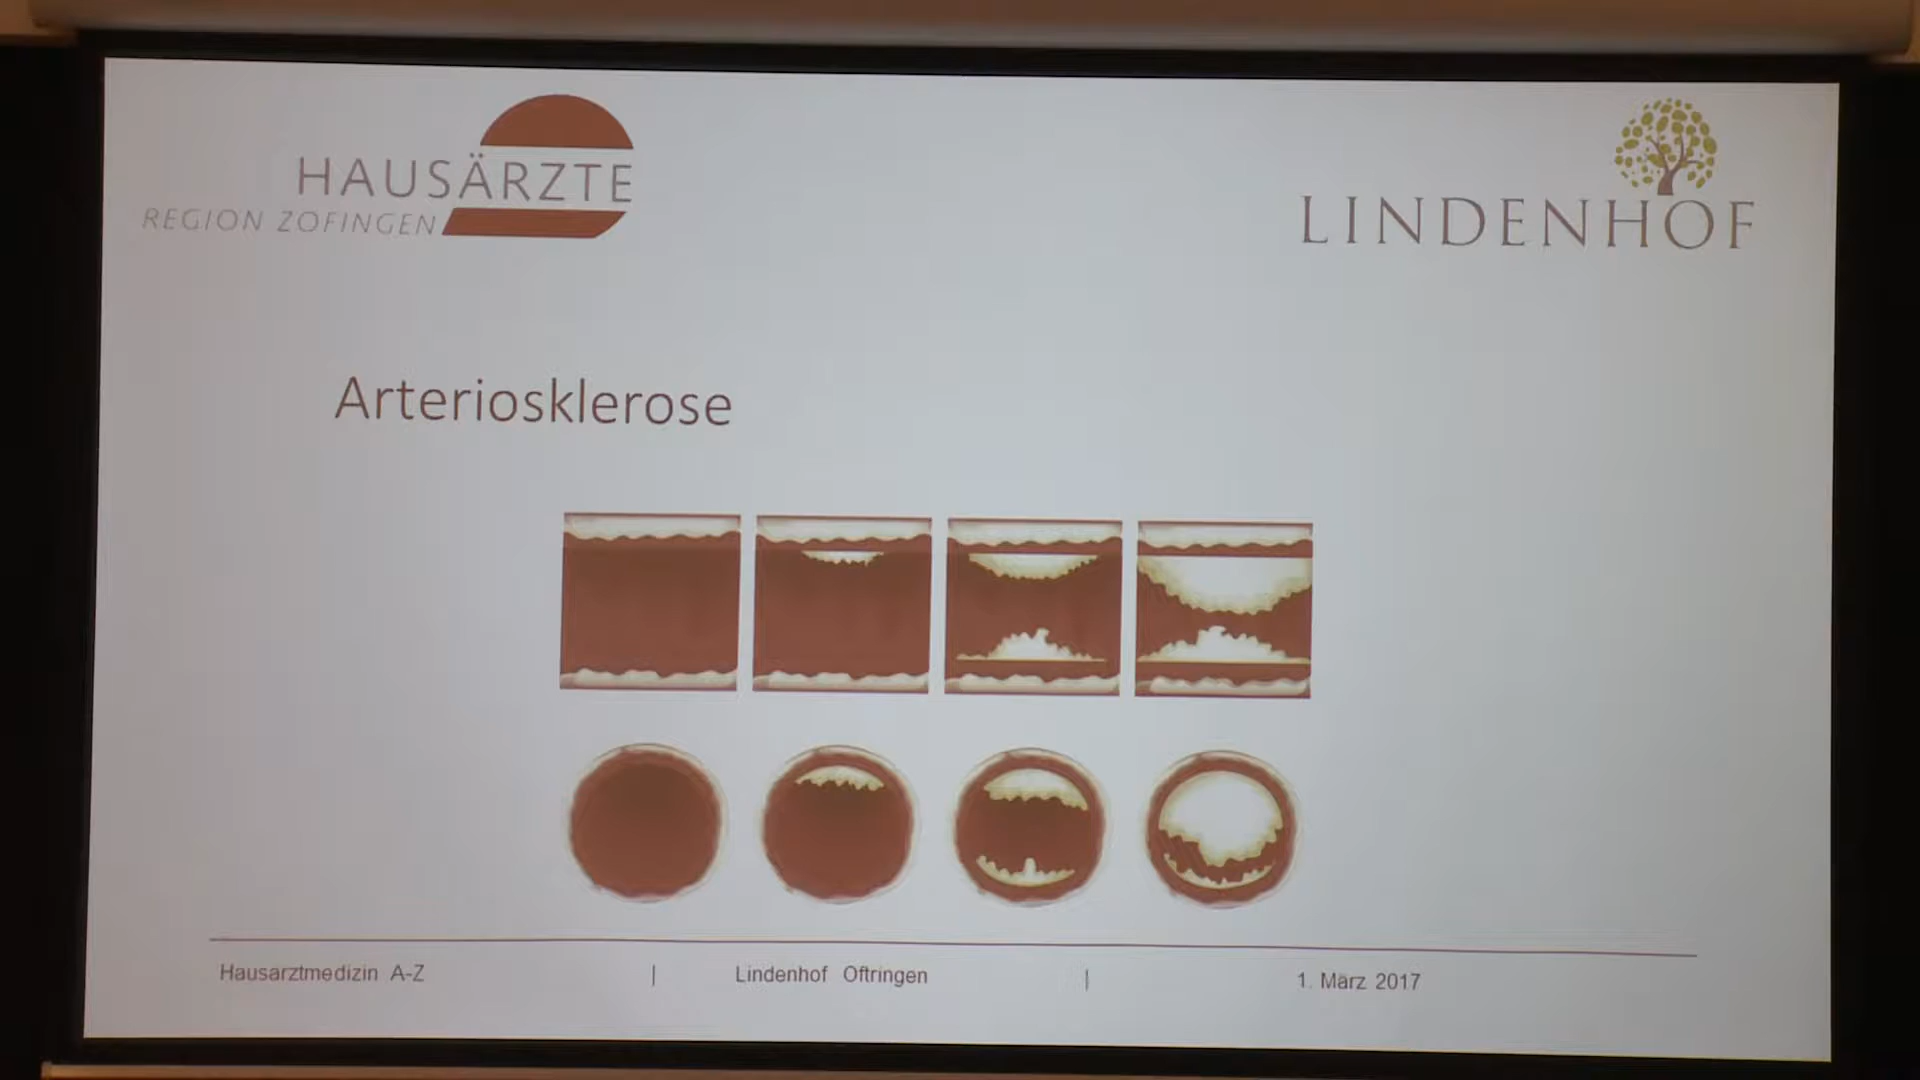 HAUSÄRZTE
REGION ZOFINGEN
LINDENHOF
Arteriosklerose
Hausarztmedizin A-Z | Lindenhof Oftringen | 1. März 2017